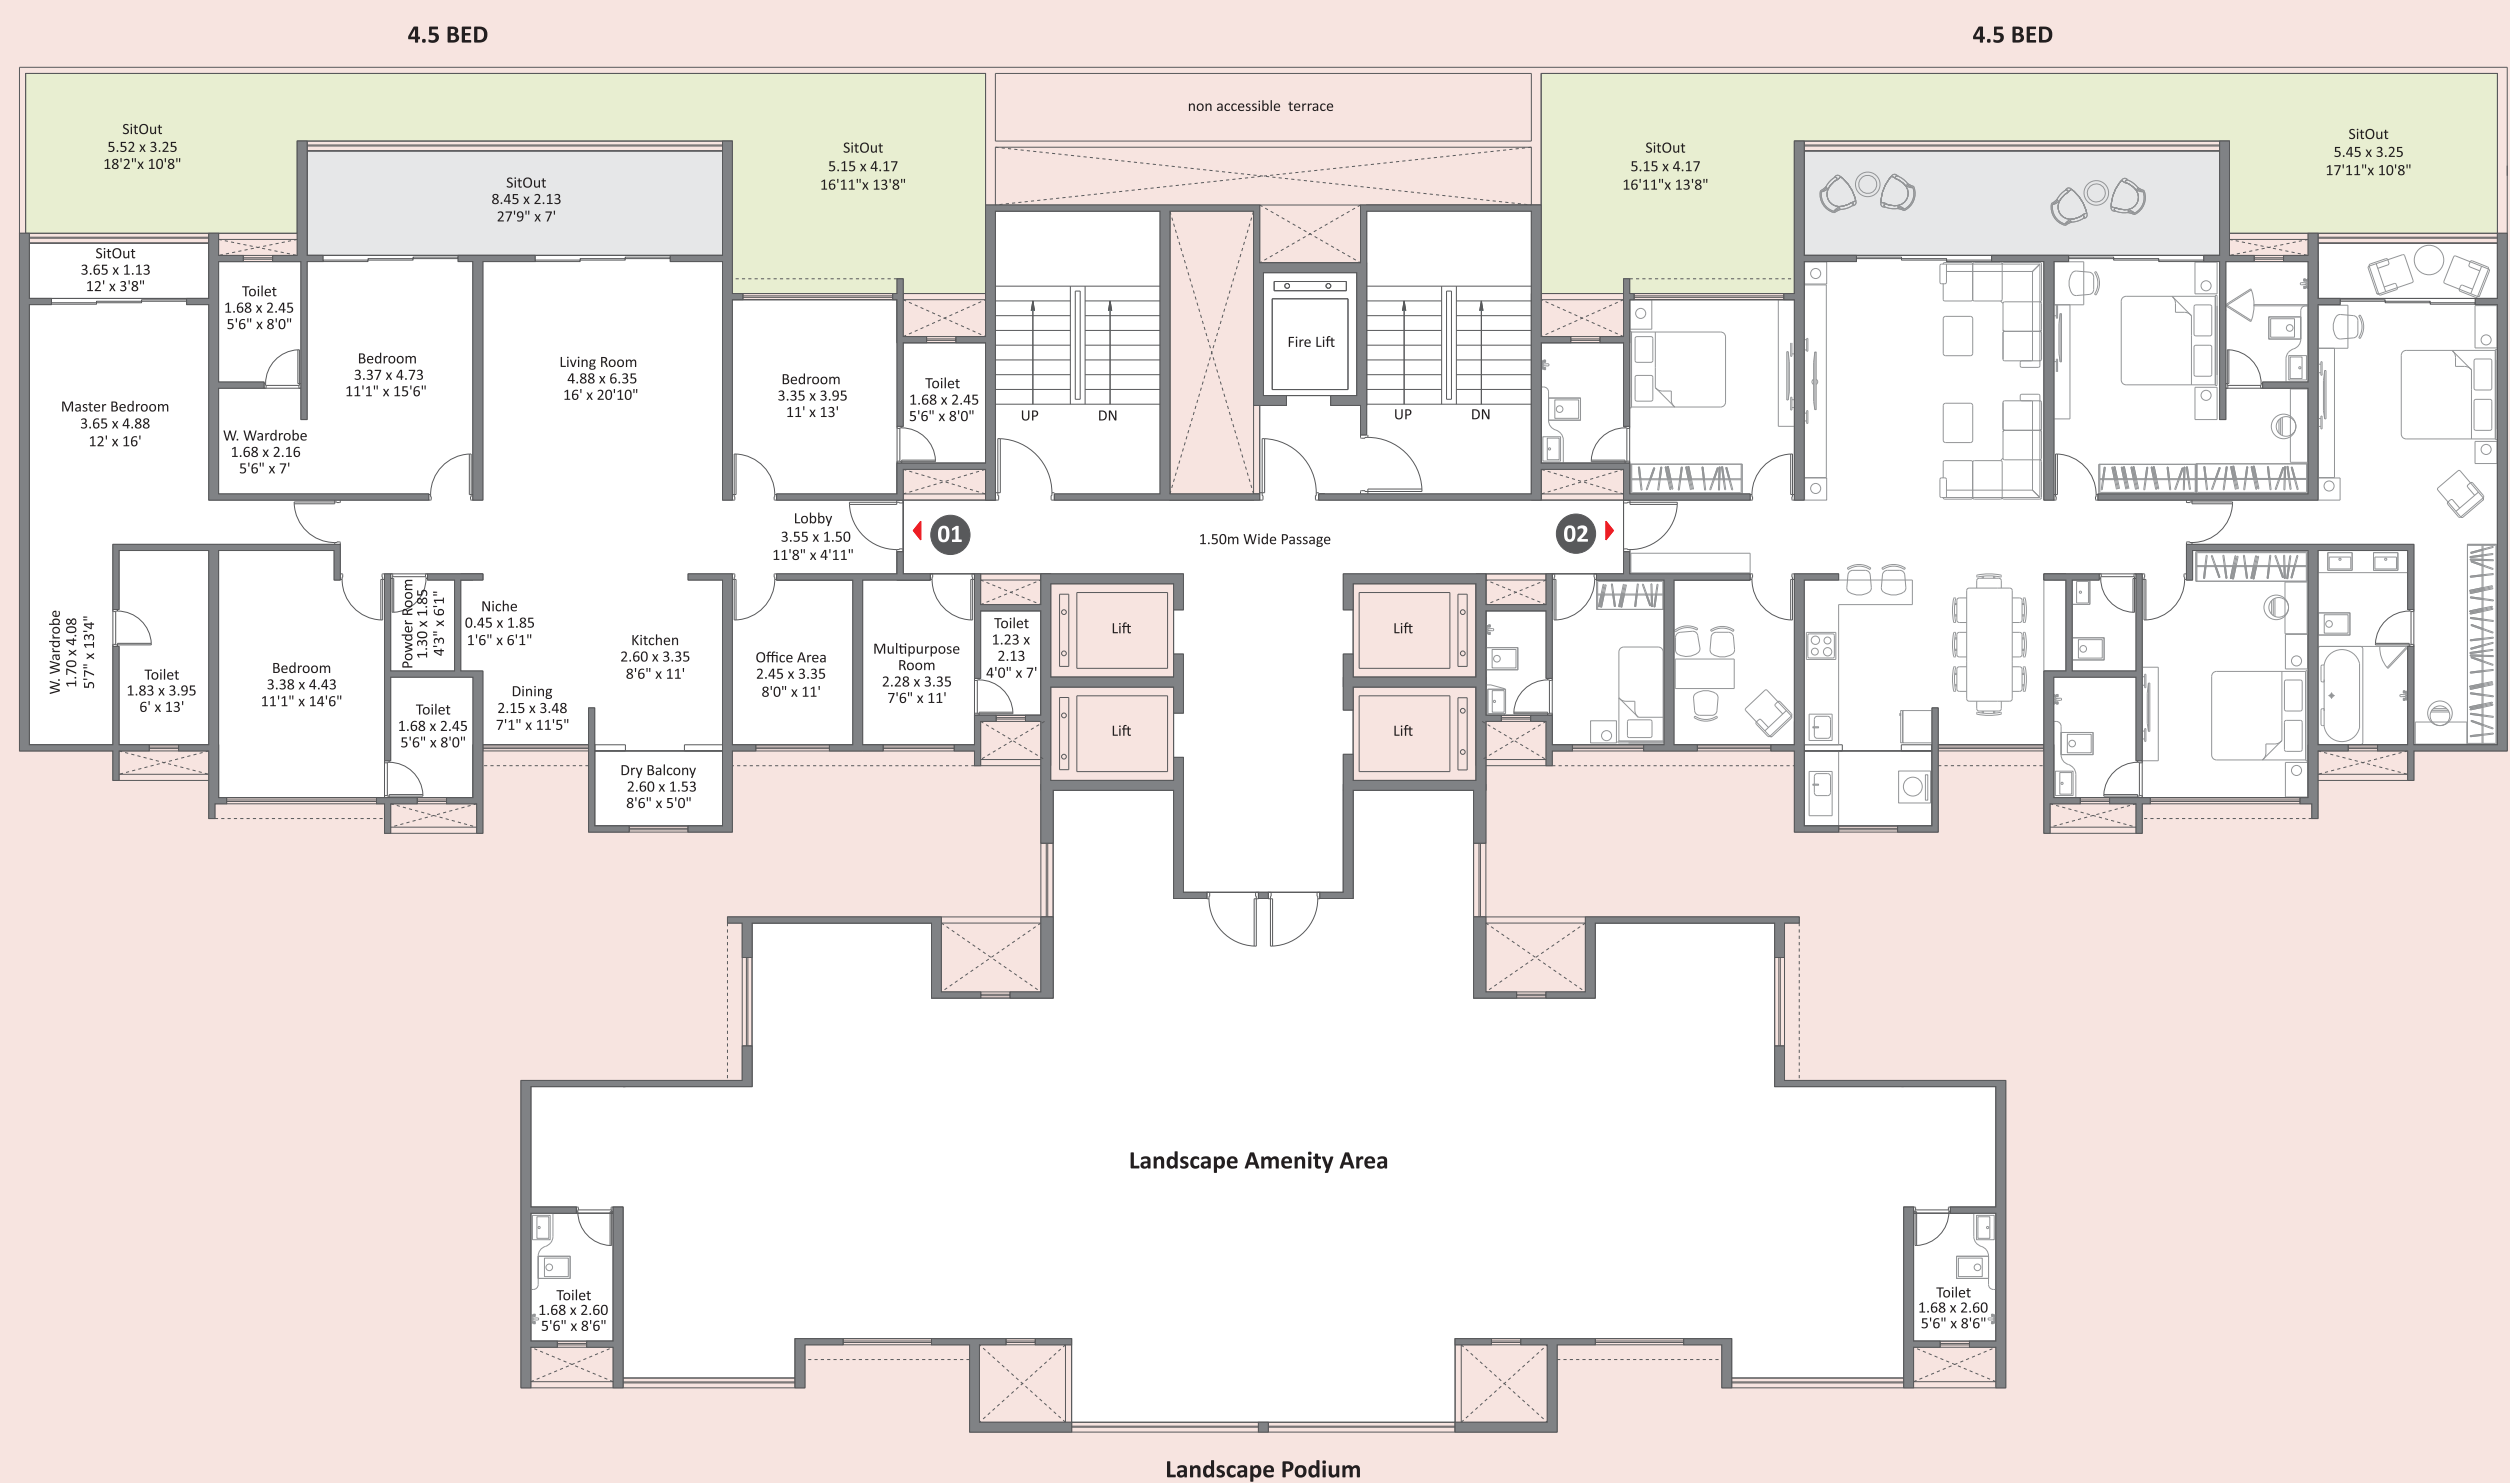 4.5 BED
4.5 BED
non accessible terrace
SitOut
5.52 x 3.25
18'2"x 10'8"
SitOut
8.45 x 2.13
27'9" x 7'
SitOut
5.15 x 4.17
16'11"x 13'8"
SitOut
5.15 x 4.17
16'11"x 13'8"
SitOut
5.45 x 3.25
17'11"x 10'8"
SitOut
3.65 x 1.13
12' x 3'8"
Toilet
1.68 x 2.45
5'6" x 8'0"
Bedroom
3.37 x 4.73
11'1" x 15'6"
Living Room
4.88 x 6.35
16' x 20'10"
Bedroom
3.35 x 3.95
11' x 13'
Toilet
1.68 x 2.45
5'6" x 8'0"
Master Bedroom
3.65 x 4.88
12' x 16'
W. Wardrobe
1.68 x 2.16
5'6" x 7'
UP
DN
Fire Lift
UP
DN
Lobby
3.55 x 1.50
11'8" x 4'11"
01
1.50m Wide Passage
02
W. Wardrobe
1.70 x 4.08
5'7" x 13'4"
Toilet
1.83 x 3.95
6' x 13'
Bedroom
3.38 x 4.43
11'1" x 14'6"
Powder Room
1.30 x 1.85
4'3" x 6'1"
Niche
0.45 x 1.85
1'6" x 6'1"
Toilet
1.68 x 2.45
5'6" x 8'0"
Dining
2.15 x 3.48
7'1" x 11'5"
Kitchen
2.60 x 3.35
8'6" x 11'
Dry Balcony
2.60 x 1.53
8'6" x 5'0"
Office Area
2.45 x 3.35
8'0" x 11'
Multipurpose
Room
2.28 x 3.35
7'6" x 11'
Toilet
1.23 x
2.13
4'0" x 7'
Lift
Lift
Lift
Lift
Landscape Amenity Area
Toilet
1.68 x 2.60
5'6" x 8'6"
Toilet
1.68 x 2.60
5'6" x 8'6"
Landscape Podium